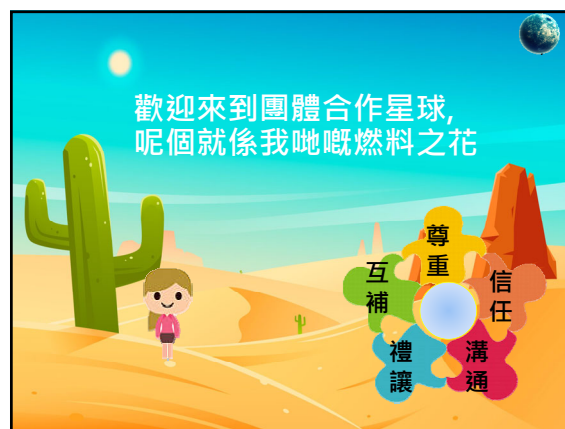 歡迎來到團體合作星球,
呢個就係我哋嘅燃料之花
尊重
互補
信任
禮讓
溝通